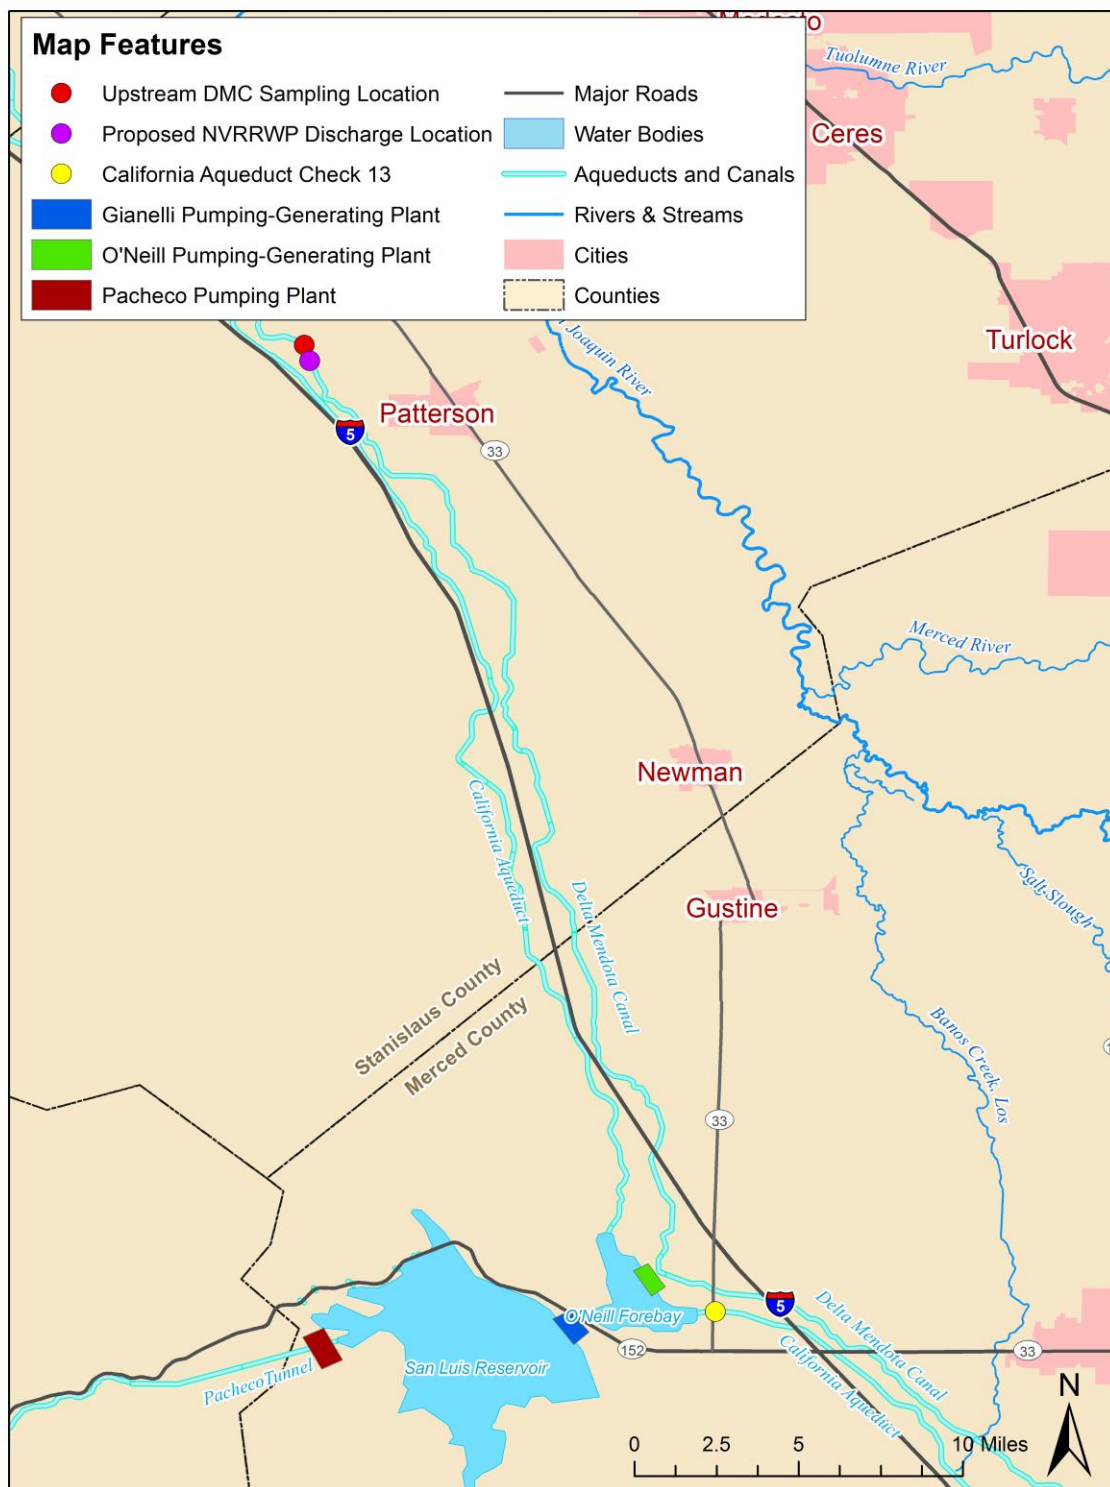 Modesto
Map Features
Upstream DMC Sampling Location
Proposed NVRRWP Discharge Location
California Aqueduct Check 13
Gianelli Pumping-Generating Plant
O'Neill Pumping-Generating Plant
Pacheco Pumping Plant
Major Roads
Water Bodies
Aqueducts and Canals
Rivers & Streams
Cities
Counties
Tuolumne River
Ceres
Turlock
Joaquin River
Patterson
5
33
Merced River
Newman
California Aqueduct
Delta Mendota Canal
Gustine
Salt Slough
Stanislaus County
Merced County
Banos Creek, Los
33
O'Neill Forebay
5
Delta Mendota Canal
San Luis Reservoir
Pacheco Tunnel
152
33
California Aqueduct
N
0 2.5 5 10 Miles